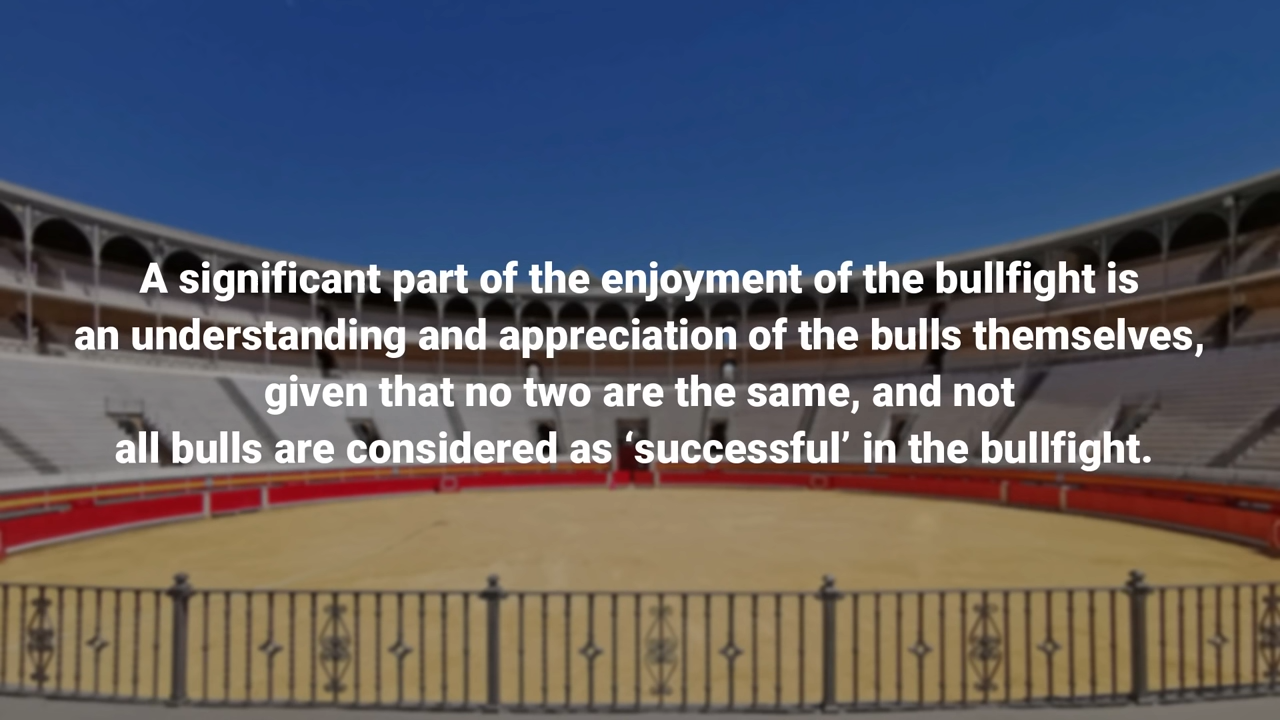 A significant part of the enjoyment of the bullfight is
an understanding and appreciation of the bulls themselves,
given that no two are the same, and not
all bulls are considered as ‘successful’ in the bullfight.